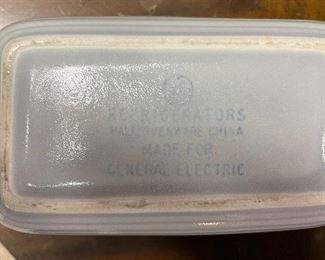 REFRIGERATORS
HALL OVENWARE CHINA
MADE FOR
GENERAL ELECTRIC